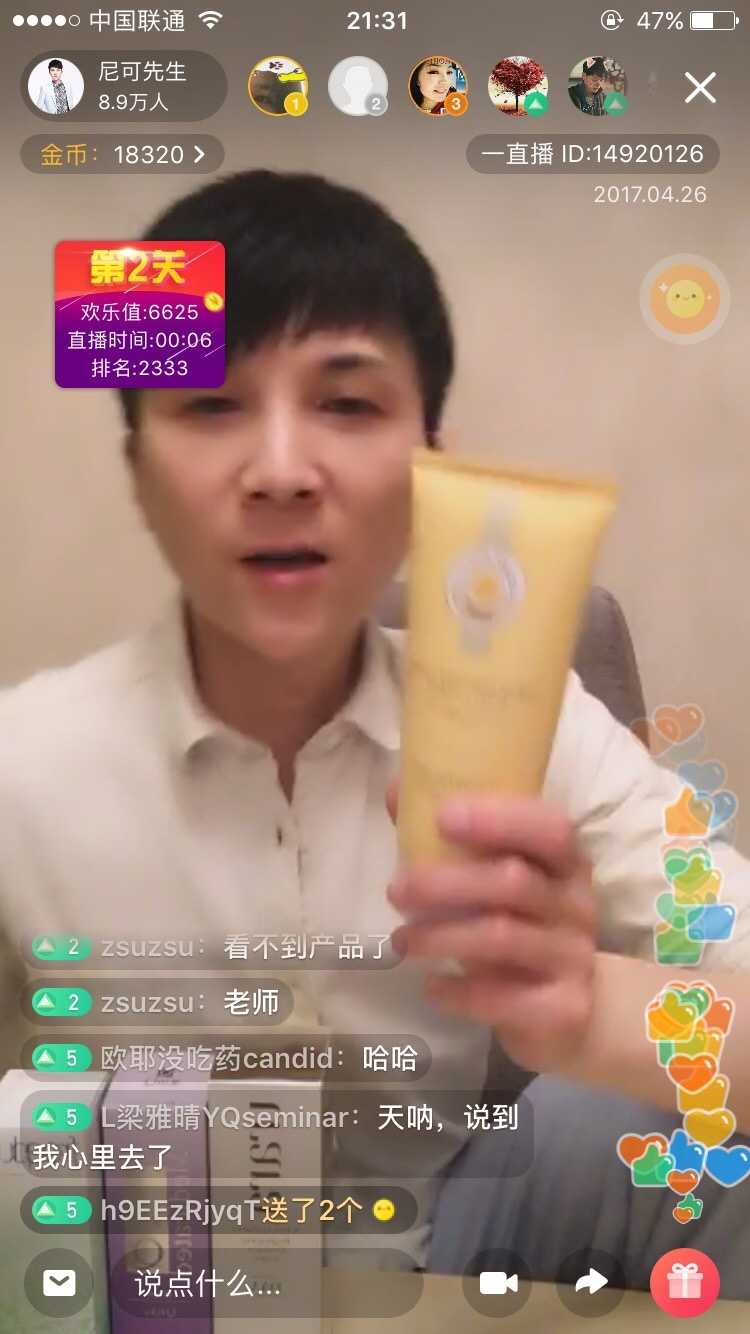 中国联通
21:31
47%
尼可先生
8.9万人
1
2
3
金币：18320
一直播 ID:14920126
2017.04.26
第2关
欢乐值:6625
直播时间:00:06
排名:2333
2 zsuzsu：看不到产品了
2 zsuzsu：老师
5 欧耶没吃药candid：哈哈
5 L梁雅晴YQseminar：天呐，说到
我心里去了
5 h9EEzRjyqT送了2个
说点什么...